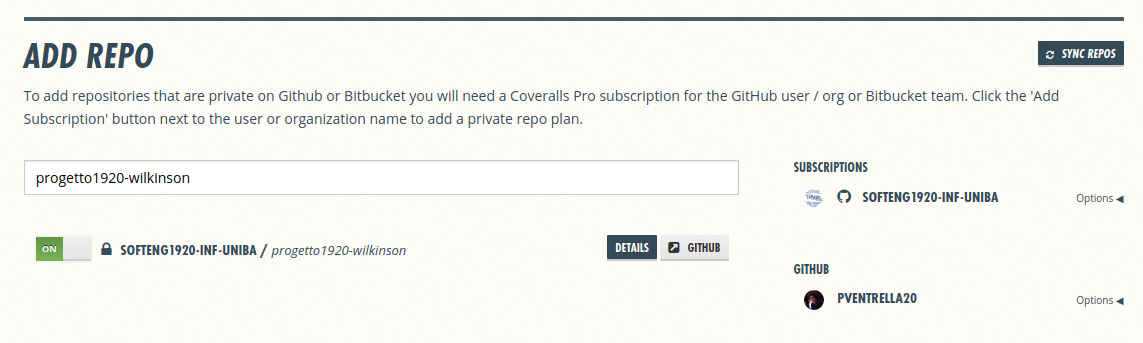 ADD REPO
SYNC REPOS
To add repositories that are private on Github or Bitbucket you will need a Coveralls Pro subscription for the GitHub user / org or Bitbucket team. Click the 'Add
Subscription' button next to the user or organization name to add a private repo plan.
progetto1920-wilkinson
ON
SOFTENG1920-INF-UNIBA / progetto1920-wilkinson
DETAILS
GITHUB
SUBSCRIPTIONS
SOFTENG1920-INF-UNIBA
Options ◀
GITHUB
PVENTRELLA20
Options ◀